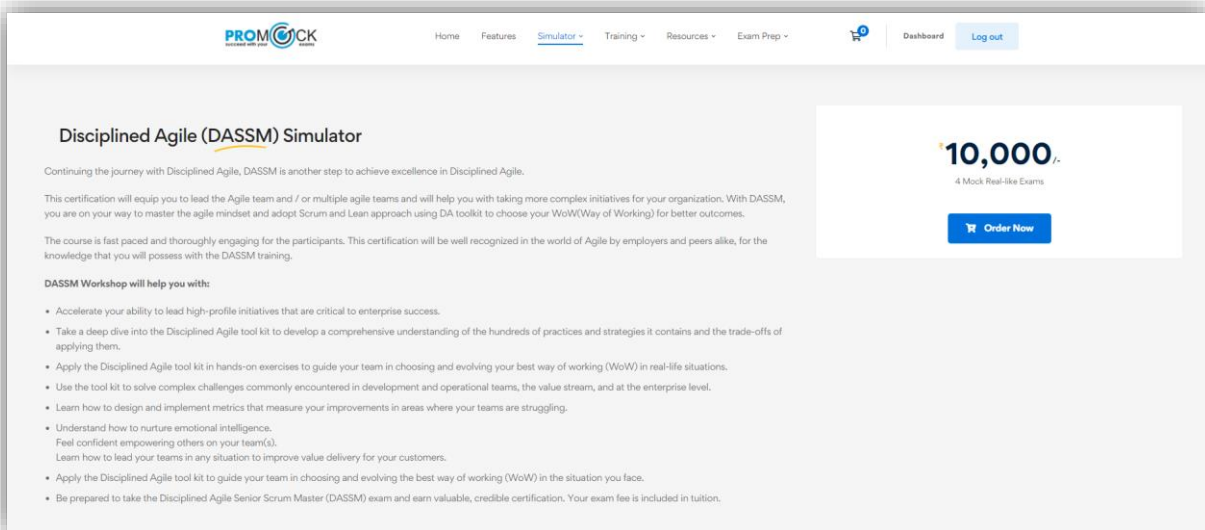 PROMOCK
succeed with your exams
Home Features Simulator Training Resources Exam Prep 0 Dashboard Log out
Disciplined Agile (DASSM) Simulator
Continuing the journey with Disciplined Agile, DASSM is another step to achieve excellence in Disciplined Agile.
This certification will equip you to lead the Agile team and / or multiple agile teams and will help you with taking more complex initiatives for your organization. With DASSM,
you are on your way to master the agile mindset and adopt Scrum and Lean approach using DA toolkit to choose your WoW(Way of Working) for better outcomes.
The course is fast paced and thoroughly engaging for the participants. This certification will be well recognized in the world of Agile by employers and peers alike, for the
knowledge that you will possess with the DASSM training.
DASSM Workshop will help you with:
• Accelerate your ability to lead high-profile initiatives that are critical to enterprise success.
• Take a deep dive into the Disciplined Agile tool kit to develop a comprehensive understanding of the hundreds of practices and strategies it contains and the trade-offs of
applying them.
• Apply the Disciplined Agile tool kit in hands-on exercises to guide your team in choosing and evolving your best way of working (WoW) in real-life situations.
• Use the tool kit to solve complex challenges commonly encountered in development and operational teams, the value stream, and at the enterprise level.
• Learn how to design and implement metrics that measure your improvements in areas where your teams are struggling.
• Understand how to nurture emotional intelligence.
Feel confident empowering others on your team(s).
Learn how to lead your teams in any situation to improve value delivery for your customers.
• Apply the Disciplined Agile tool kit to guide your team in choosing and evolving the best way of working (WoW) in the situation you face.
• Be prepared to take the Disciplined Agile Senior Scrum Master (DASSM) exam and earn valuable, credible certification. Your exam fee is included in tuition.
₹10,000/-
4 Mock Real-like Exams
Order Now